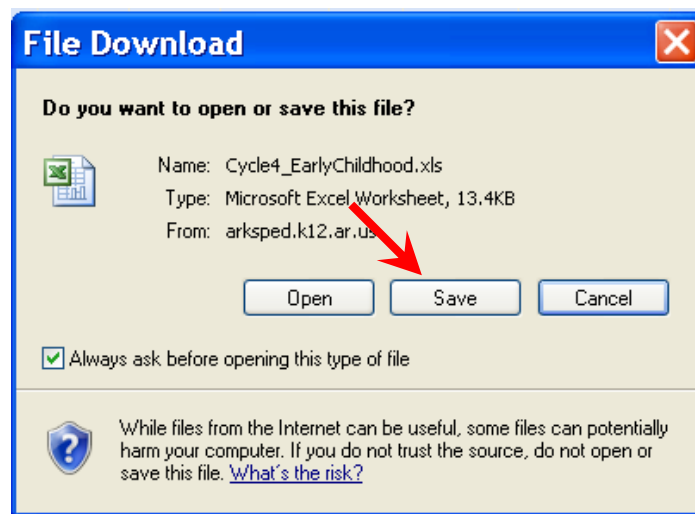 File Download
Do you want to open or save this file?
Name: Cycle4_EarlyChildhood.xls
Type: Microsoft Excel Worksheet, 13.4KB
From: arksped.k12.ar.us
Open Save Cancel
Always ask before opening this type of file
While files from the Internet can be useful, some files can potentially
harm your computer. If you do not trust the source, do not open or
save this file. What's the risk?